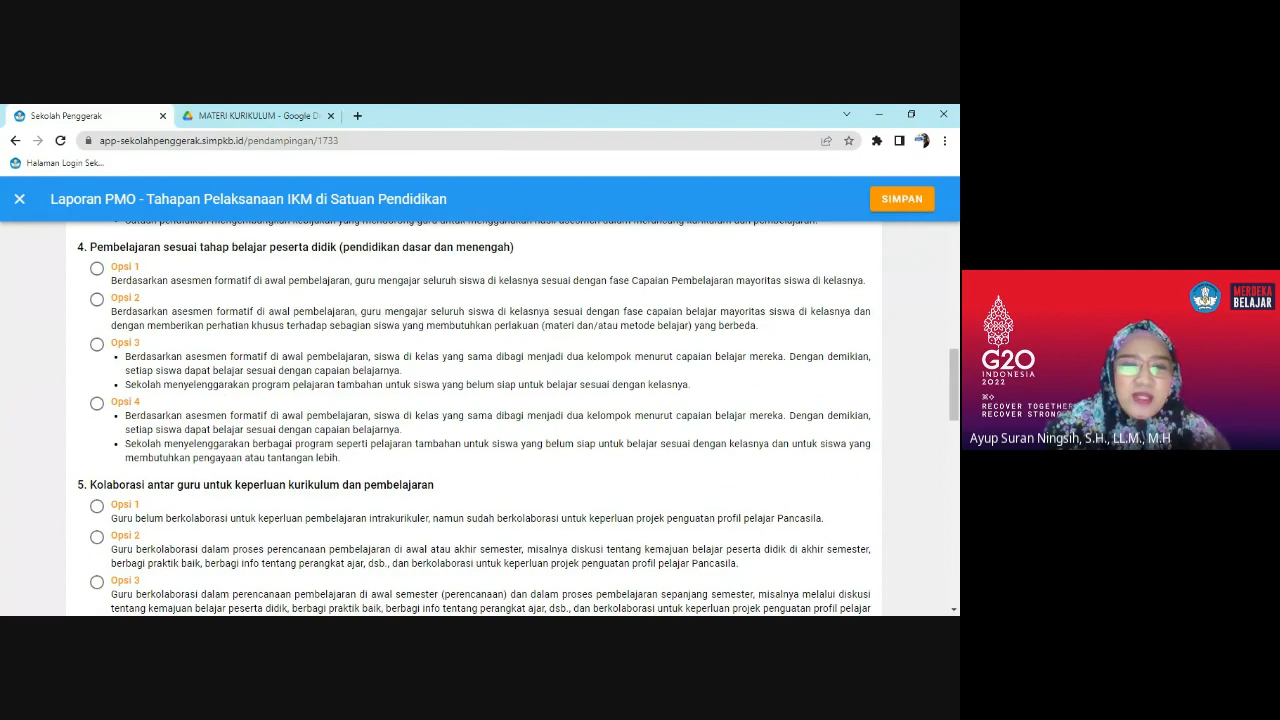 Sekolah Penggerak
MATERI KURIKULUM - Google D
app-sekolahpenggerak.simpkb.id/pendampingan/1733
Halaman Login Sek...
Laporan PMO - Tahapan Pelaksanaan IKM di Satuan Pendidikan
SIMPAN
4. Pembelajaran sesuai tahap belajar peserta didik (pendidikan dasar dan menengah)
Opsi 1
Berdasarkan asesmen formatif di awal pembelajaran, guru mengajar seluruh siswa di kelasnya sesuai dengan fase Capaian Pembelajaran mayoritas siswa di kelasnya.
Opsi 2
Berdasarkan asesmen formatif di awal pembelajaran, guru mengajar seluruh siswa di kelasnya sesuai dengan fase capaian belajar mayoritas siswa di kelasnya dan
dengan memberikan perhatian khusus terhadap sebagian siswa yang membutuhkan perlakuan (materi dan/atau metode belajar) yang berbeda.
Opsi 3
• Berdasarkan asesmen formatif di awal pembelajaran, siswa di kelas yang sama dibagi menjadi dua kelompok menurut capaian belajar mereka. Dengan demikian,
setiap siswa dapat belajar sesuai dengan capaian belajarnya.
• Sekolah menyelenggarakan program pelajaran tambahan untuk siswa yang belum siap untuk belajar sesuai dengan kelasnya.
Opsi 4
• Berdasarkan asesmen formatif di awal pembelajaran, siswa di kelas yang sama dibagi menjadi dua kelompok menurut capaian belajar mereka. Dengan demikian,
setiap siswa dapat belajar sesuai dengan capaian belajarnya.
• Sekolah menyelenggarakan berbagai program seperti pelajaran tambahan untuk siswa yang belum siap untuk belajar sesuai dengan kelasnya dan untuk siswa yang
membutuhkan pengayaan atau tantangan lebih.
5. Kolaborasi antar guru untuk keperluan kurikulum dan pembelajaran
Opsi 1
Guru belum berkolaborasi untuk keperluan pembelajaran intrakurikuler, namun sudah berkolaborasi untuk keperluan projek penguatan profil pelajar Pancasila.
Opsi 2
Guru berkolaborasi dalam proses perencanaan pembelajaran di awal atau akhir semester, misalnya diskusi tentang kemajuan belajar peserta didik di akhir semester,
berbagi praktik baik, berbagi info tentang perangkat ajar, dsb., dan berkolaborasi untuk keperluan projek penguatan profil pelajar Pancasila.
Opsi 3
Guru berkolaborasi dalam perencanaan pembelajaran di awal semester (perencanaan) dan dalam proses pembelajaran sepanjang semester, misalnya melalui diskusi
tentang kemajuan belajar peserta didik, berbagi praktik baik, berbagi info tentang perangkat ajar, dsb., dan berkolaborasi untuk keperluan projek penguatan profil pelajar
MERDEKA
BELAJAR
G20
INDONESIA
2022
RECOVER TOGETHER
RECOVER STRON
Ayup Suran Ningsih, S.H., LL.M., M.H